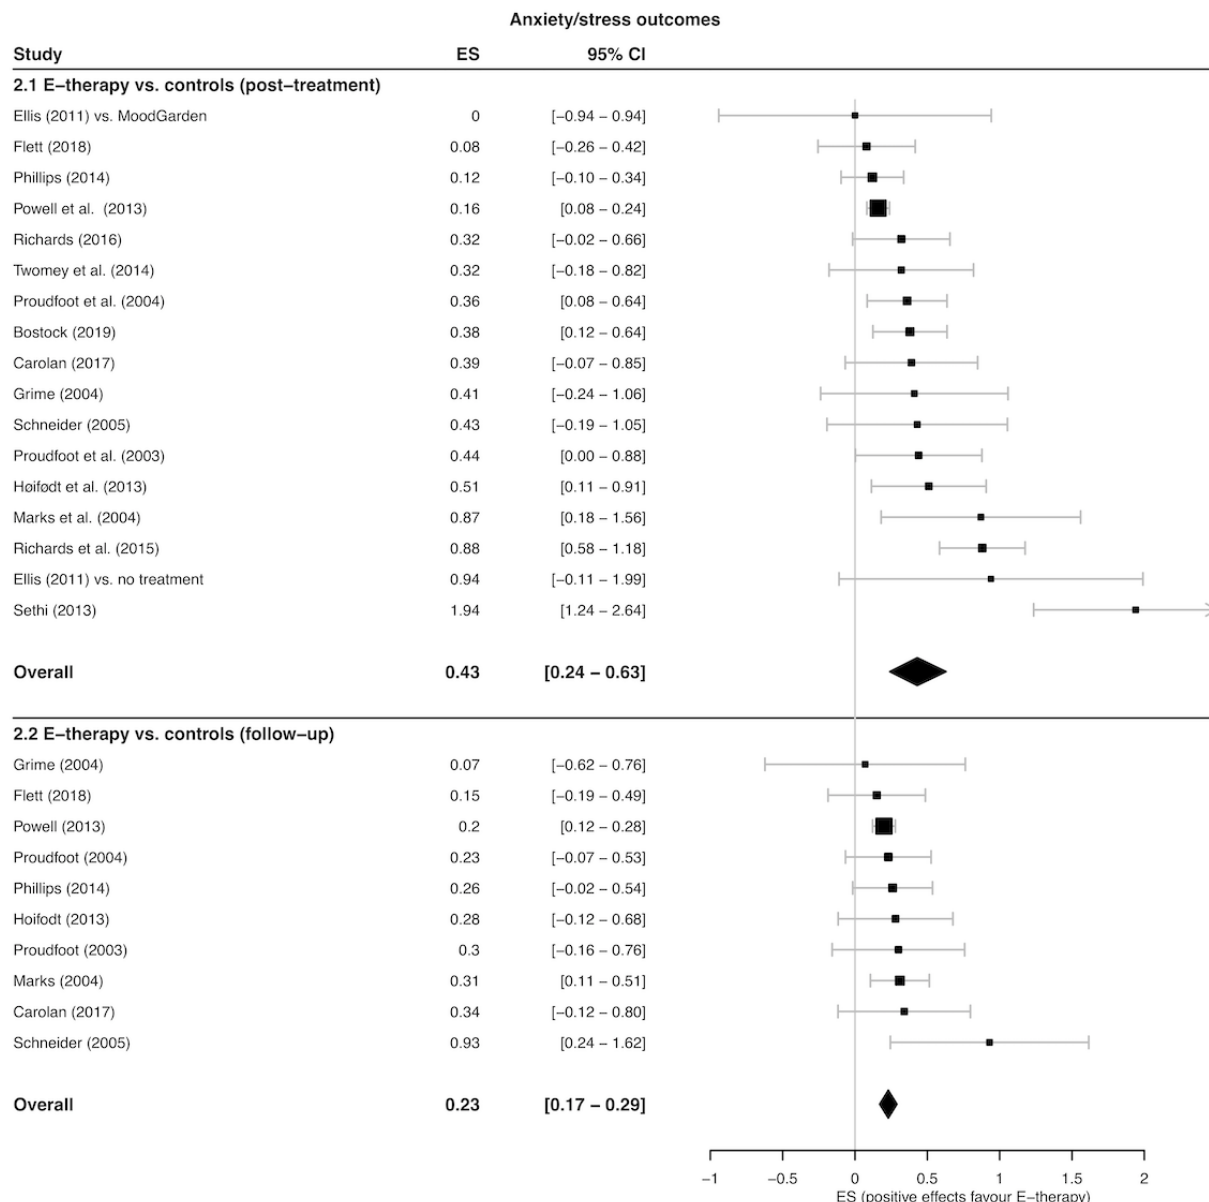 Anxiety/stress outcomes
Study ES 95% CI
2.1 E−therapy vs. controls (post−treatment)
Ellis (2011) vs. MoodGarden 0 [−0.94 − 0.94]
Flett (2018) 0.08 [−0.26 − 0.42]
Phillips (2014) 0.12 [−0.10 − 0.34]
Powell et al. (2013) 0.16 [0.08 − 0.24]
Richards (2016) 0.32 [−0.02 − 0.66]
Twomey et al. (2014) 0.32 [−0.18 − 0.82]
Proudfoot et al. (2004) 0.36 [0.08 − 0.64]
Bostock (2019) 0.38 [0.12 − 0.64]
Carolan (2017) 0.39 [−0.07 − 0.85]
Grime (2004) 0.41 [−0.24 − 1.06]
Schneider (2005) 0.43 [−0.19 − 1.05]
Proudfoot et al. (2003) 0.44 [0.00 − 0.88]
Høifødt et al. (2013) 0.51 [0.11 − 0.91]
Marks et al. (2004) 0.87 [0.18 − 1.56]
Richards et al. (2015) 0.88 [0.58 − 1.18]
Ellis (2011) vs. no treatment 0.94 [−0.11 − 1.99]
Sethi (2013) 1.94 [1.24 − 2.64]
Overall 0.43 [0.24 − 0.63]
2.2 E−therapy vs. controls (follow−up)
Grime (2004) 0.07 [−0.62 − 0.76]
Flett (2018) 0.15 [−0.19 − 0.49]
Powell (2013) 0.2 [0.12 − 0.28]
Proudfoot (2004) 0.23 [−0.07 − 0.53]
Phillips (2014) 0.26 [−0.02 − 0.54]
Hoifodt (2013) 0.28 [−0.12 − 0.68]
Proudfoot (2003) 0.3 [−0.16 − 0.76]
Marks (2004) 0.31 [0.11 − 0.51]
Carolan (2017) 0.34 [−0.12 − 0.80]
Schneider (2005) 0.93 [0.24 − 1.62]
Overall 0.23 [0.17 − 0.29]
−1 −0.5 0 0.5 1 1.5 2
ES (positive effects favour E−therapy)